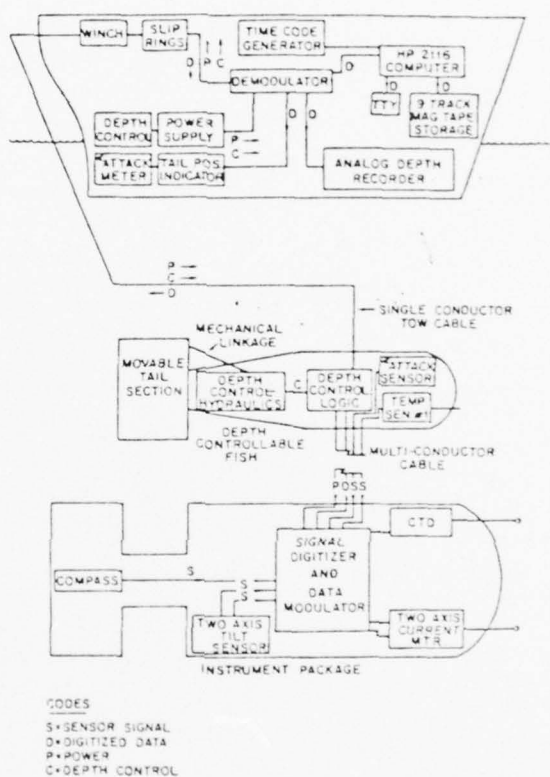 WINCH
SLIP
RINGS
TIME CODE
GENERATOR
HP 2116
COMPUTER
P C
D
DEMODULATOR
D
D D
TTY
9 TRACK
MAG TAPE
STORAGE
DEPTH
CONTROL
POWER
SUPPLY
P
C
D D
ATTACK
METER
TAIL POS
INDICATOR
ANALOG DEPTH
RECORDER
P
C
D
SINGLE CONDUCTOR
TOW CABLE
MECHANICAL
LINKAGE
MOVABLE
TAIL
SECTION
DEPTH
CONTROL
HYDRAULICS
C
DEPTH
CONTROL
LOGIC
ATTACK
SENSOR
TEMP
SEN #1
DEPTH
CONTROLLABLE
FISH
MULTI-CONDUCTOR
CABLE
PDSS
SIGNAL
DIGITIZER
AND
DATA
MODULATOR
CTD
COMPASS
S
S
S
TWO AXIS
TILT
SENSOR
TWO AXIS
CURRENT
MTR
INSTRUMENT PACKAGE
CODES
S=SENSOR SIGNAL
D=DIGITIZED DATA
P=POWER
C=DEPTH CONTROL